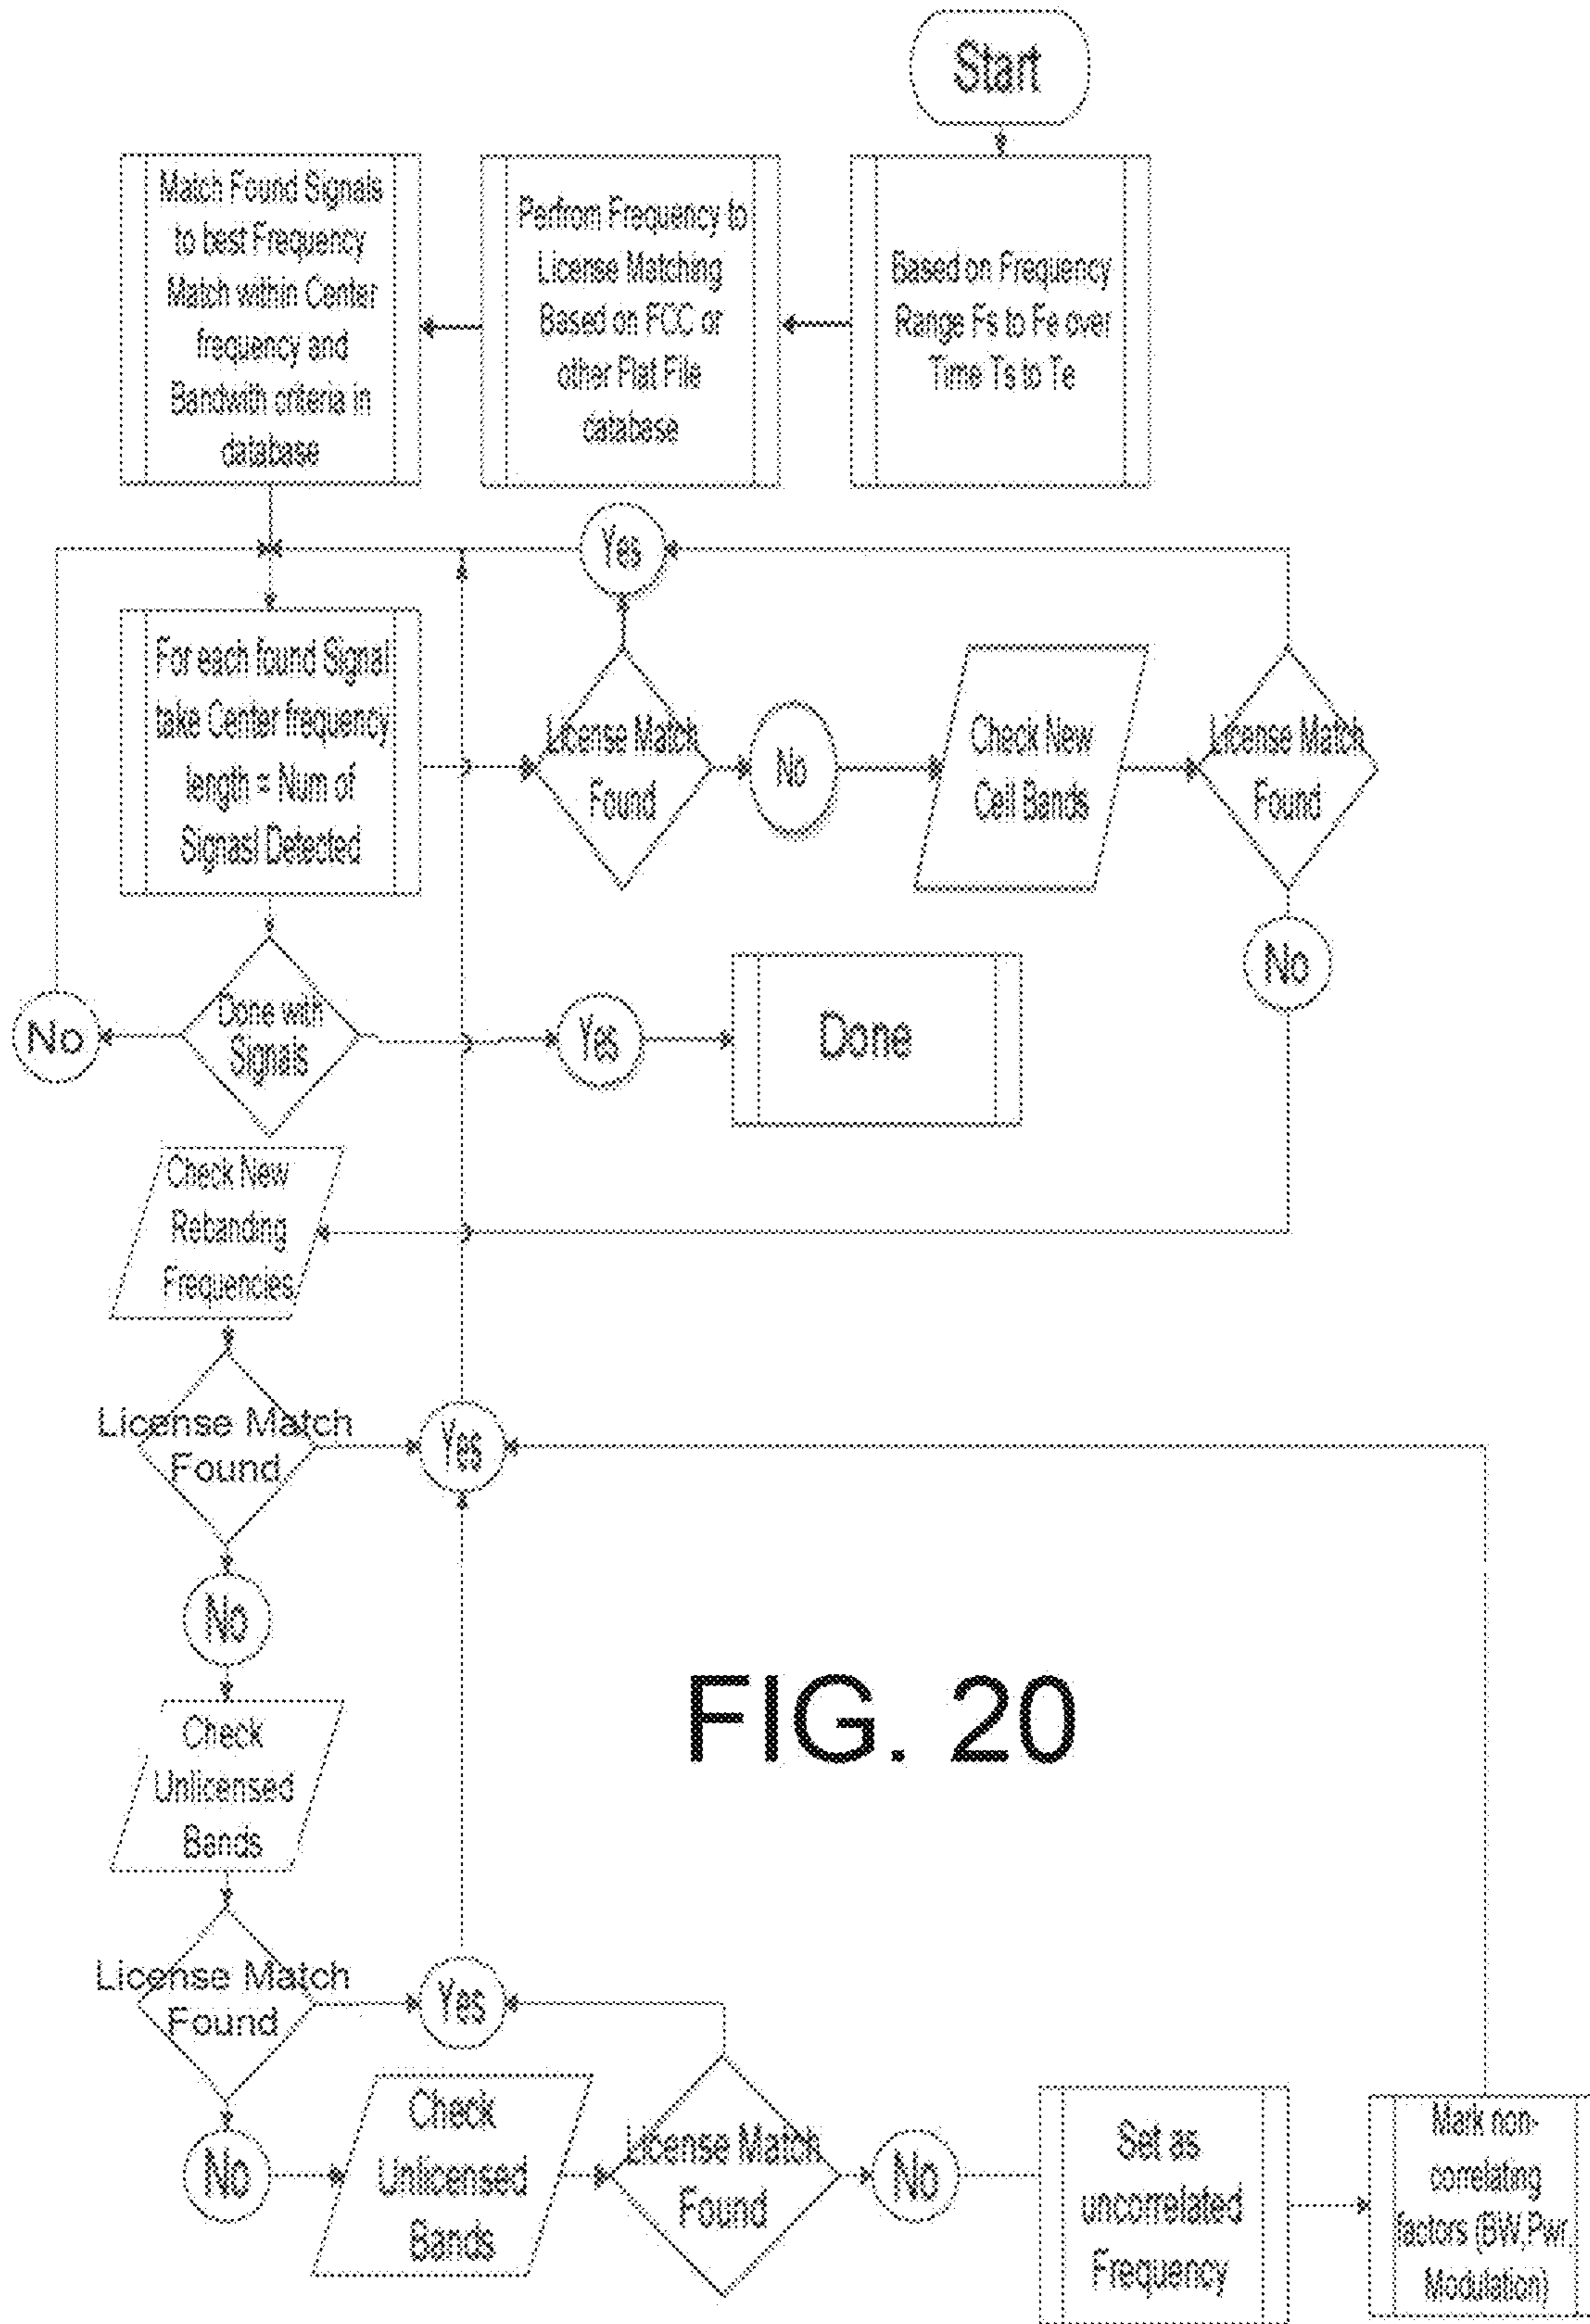 Start
Match Found Signals
to best Frequency
Match within Center
frequency and
Bandwith criteria in
database
Perfrom Frequency to
License Matching
Based on FCC or
other Flat File
database
Based on Frequency
Range Fs to Fe over
Time Ts to Te
Yes
For each found Signal
take Center frequency
length = Num of
Signasl Detected
License Match
Found
No
Check New
Cell Bands
License Match
Found
No
No
Done with
Signals
Yes
Done
Check New
Rebanding
Frequencies
License Match
Found
Yes
No
FIG. 20
Check
Unlicensed
Bands
License Match
Found
Yes
No
Check
Unlicensed
Bands
License Match
Found
No
Set as
uncorrelated
Frequency
Mark non-
correlating
factors (BW,Pwr,
Modulation)